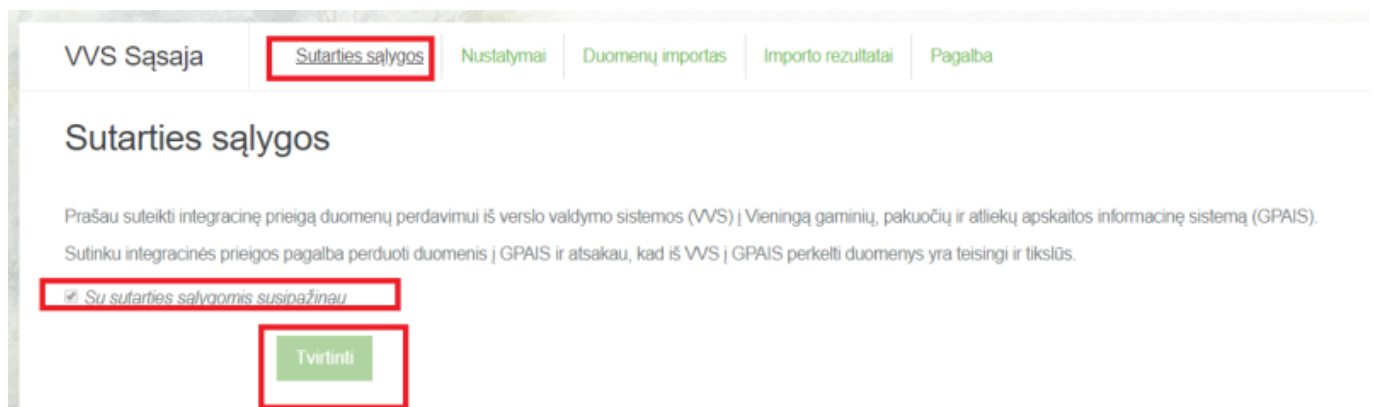 VVS Sąsaja Sutarties sąlygos Nustatymai Duomenų importas Importo rezultatai Pagalba
Sutarties sąlygos
Prašau suteikti integracinę prieigą duomenų perdavimui iš verslo valdymo sistemos (VVS) į Vieningą gaminių, pakuočių ir atliekų apskaitos informacinę sistemą (GPAIS).
Sutinku integracinės prieigos pagalba perduoti duomenis į GPAIS ir atsakau, kad iš VVS į GPAIS perkelti duomenys yra teisingi ir tikslūs.
Su sutarties sąlygomis susipažinau
Tvirtinti